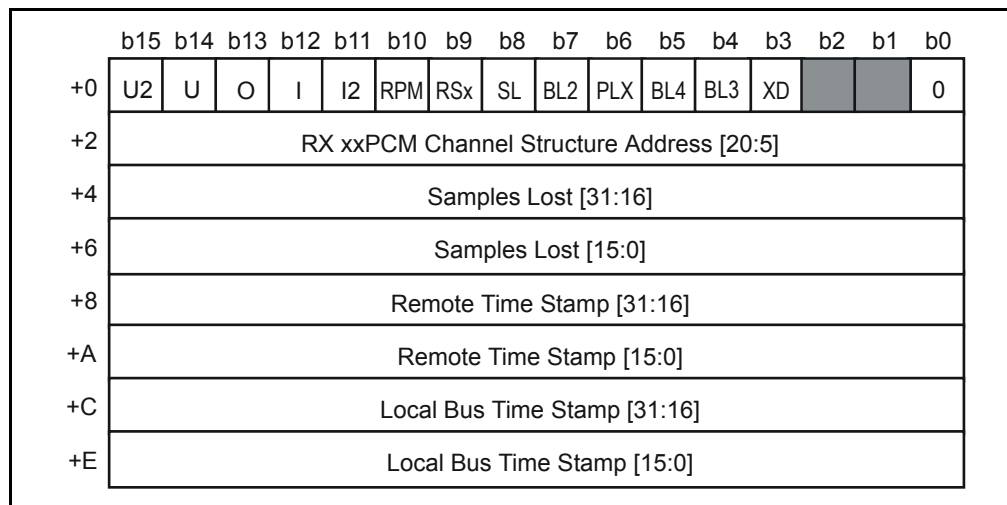 b15 b14 b13 b12 b11 b10 b9 b8 b7 b6 b5 b4 b3 b2 b1 b0
+0 U2 U O I I2 RPM RSx SL BL2 PLX BL4 BL3 XD 0
+2 RX xxPCM Channel Structure Address [20:5]
+4 Samples Lost [31:16]
+6 Samples Lost [15:0]
+8 Remote Time Stamp [31:16]
+A Remote Time Stamp [15:0]
+C Local Bus Time Stamp [31:16]
+E Local Bus Time Stamp [15:0]